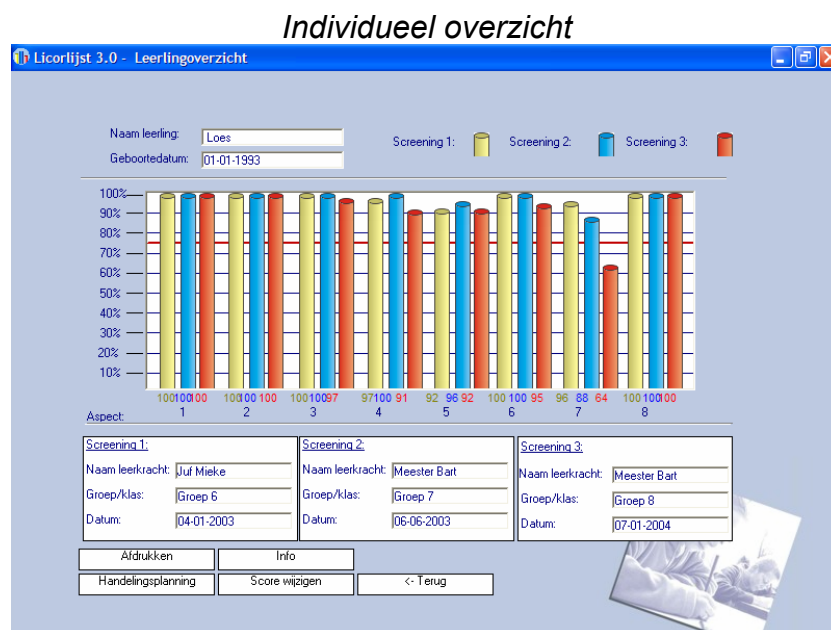 Individueel overzicht
Licorlijst 3.0 - Leerlingoverzicht
Naam leerling: Loes Screening 1: Screening 2: Screening 3:
Geboortedatum: 01-01-1993
100%
90%
80%
70%
60%
50%
40%
30%
20%
10%
100 100 100 100 100 100 100 100 97 97 100 91 92 96 92 100 100 95 96 88 64 100 100 100
Aspect: 1 2 3 4 5 6 7 8
Screening 1:
Naam leerkracht: Juf Mieke
Groep/klas: Groep 6
Datum: 04-01-2003
Screening 2:
Naam leerkracht: Meester Bart
Groep/klas: Groep 7
Datum: 06-06-2003
Screening 3:
Naam leerkracht: Meester Bart
Groep/klas: Groep 8
Datum: 07-01-2004
Afdrukken Info
Handelingsplanning Score wijzigen <- Terug